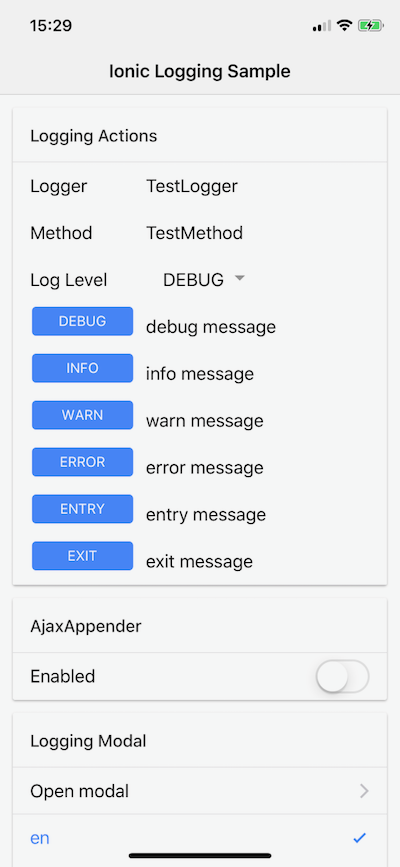 15:29
Ionic Logging Sample
Logging Actions
Logger TestLogger
Method TestMethod
Log Level DEBUG
DEBUG debug message
INFO info message
WARN warn message
ERROR error message
ENTRY entry message
EXIT exit message
AjaxAppender
Enabled
Logging Modal
Open modal
en